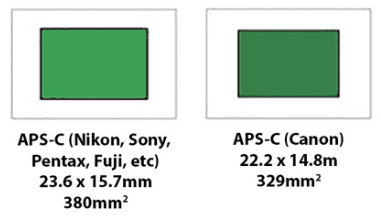 APS-C (Nikon, Sony,
Pentax, Fuji, etc)
23.6 x 15.7mm
380mm²
APS-C (Canon)
22.2 x 14.8m
329mm²